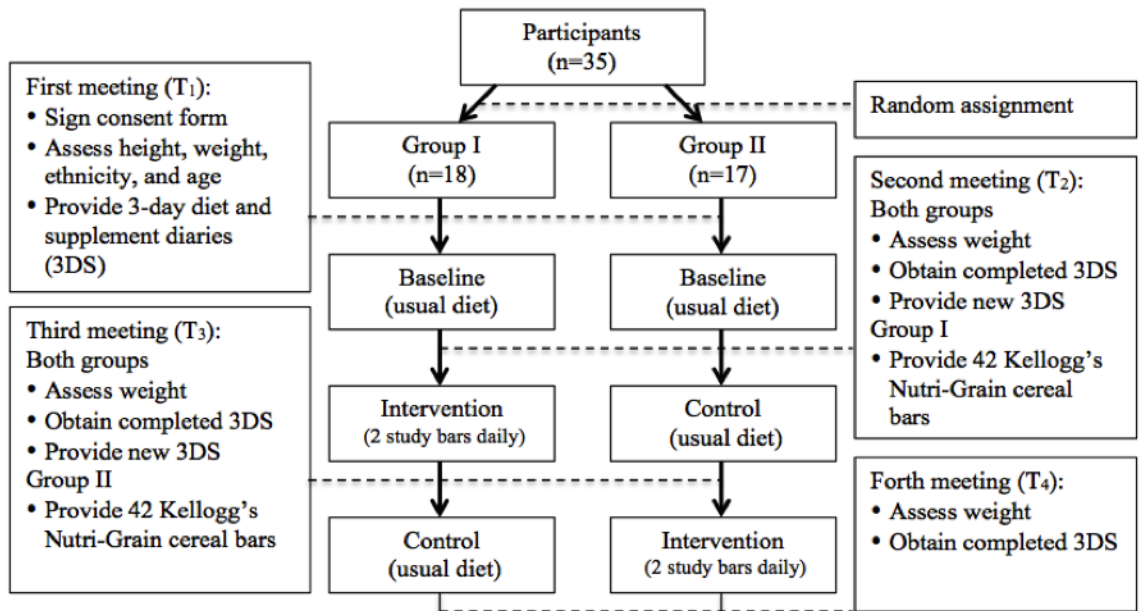 Participants
(n=35)
First meeting (T₁):
• Sign consent form
• Assess height, weight,
ethnicity, and age
• Provide 3-day diet and
supplement diaries
(3DS)
Random assignment
Group I
(n=18)
Group II
(n=17)
Second meeting (T₂):
Both groups
• Assess weight
• Obtain completed 3DS
• Provide new 3DS
Group I
• Provide 42 Kellogg's
Nutri-Grain cereal
bars
Baseline
(usual diet)
Baseline
(usual diet)
Third meeting (T₃):
Both groups
• Assess weight
• Obtain completed 3DS
• Provide new 3DS
Group II
• Provide 42 Kellogg's
Nutri-Grain cereal bars
Intervention
(2 study bars daily)
Control
(usual diet)
Forth meeting (T₄):
• Assess weight
• Obtain completed 3DS
Control
(usual diet)
Intervention
(2 study bars daily)